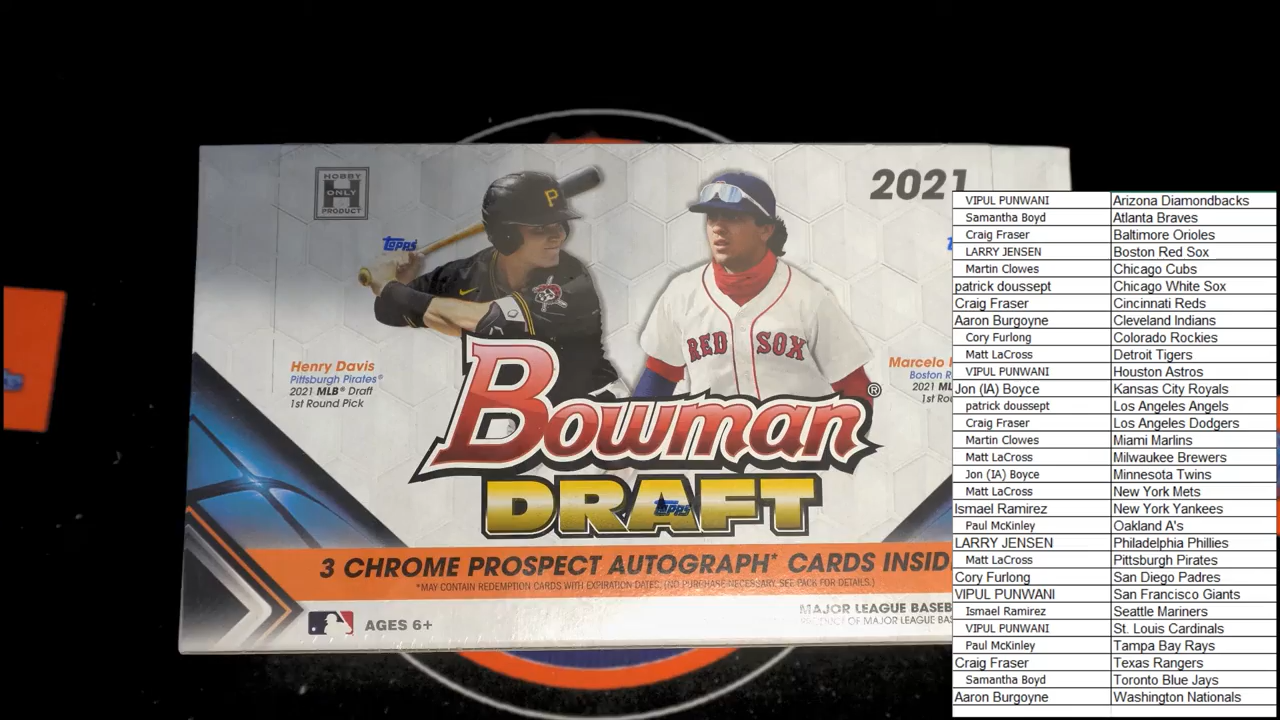 HOBBY
H
ONLY
PRODUCT
2021
P
TOPPS
RED SOX
Henry Davis
Pittsburgh Pirates®
2021 MLB® Draft
1st Round Pick
Marcelo
Boston
2021
1st Rou
Bowman®
DRAFT
TOPPS
3 CHROME PROSPECT AUTOGRAPH* CARDS INSID
*MAY CONTAIN REDEMPTION CARDS WITH EXPIRATION DATES. (NO PURCHASE NECESSARY. SEE PACK FOR DETAILS.)
AGES 6+
MAJOR LEAGUE BASEB
PRODUCT OF MAJOR LEAGUE BAS
VIPUL PUNWANI Arizona Diamondbacks
Samantha Boyd Atlanta Braves
Craig Fraser Baltimore Orioles
LARRY JENSEN Boston Red Sox
Martin Clowes Chicago Cubs
patrick doussept Chicago White Sox
Craig Fraser Cincinnati Reds
Aaron Burgoyne Cleveland Indians
Cory Furlong Colorado Rockies
Matt LaCross Detroit Tigers
VIPUL PUNWANI Houston Astros
Jon (IA) Boyce Kansas City Royals
patrick doussept Los Angeles Angels
Craig Fraser Los Angeles Dodgers
Martin Clowes Miami Marlins
Matt LaCross Milwaukee Brewers
Jon (IA) Boyce Minnesota Twins
Matt LaCross New York Mets
Ismael Ramirez New York Yankees
Paul McKinley Oakland A's
LARRY JENSEN Philadelphia Phillies
Matt LaCross Pittsburgh Pirates
Cory Furlong San Diego Padres
VIPUL PUNWANI San Francisco Giants
Ismael Ramirez Seattle Mariners
VIPUL PUNWANI St. Louis Cardinals
Paul McKinley Tampa Bay Rays
Craig Fraser Texas Rangers
Samantha Boyd Toronto Blue Jays
Aaron Burgoyne Washington Nationals